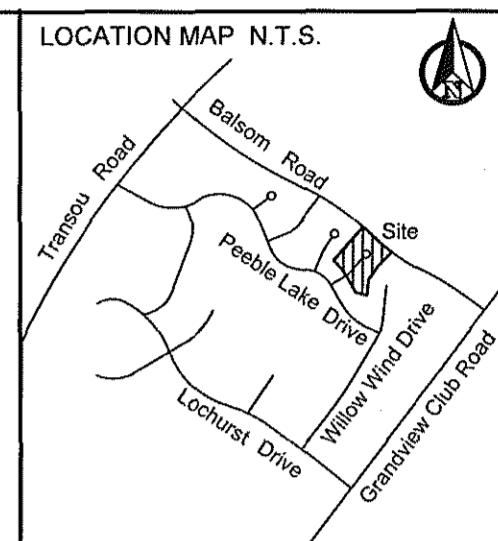 LOCATION MAP N.T.S.
N
Balsom Road
Transou Road
Site
Peeble Lake Drive
Willow Wind Drive
Lochurst Drive
Grandview Club Road